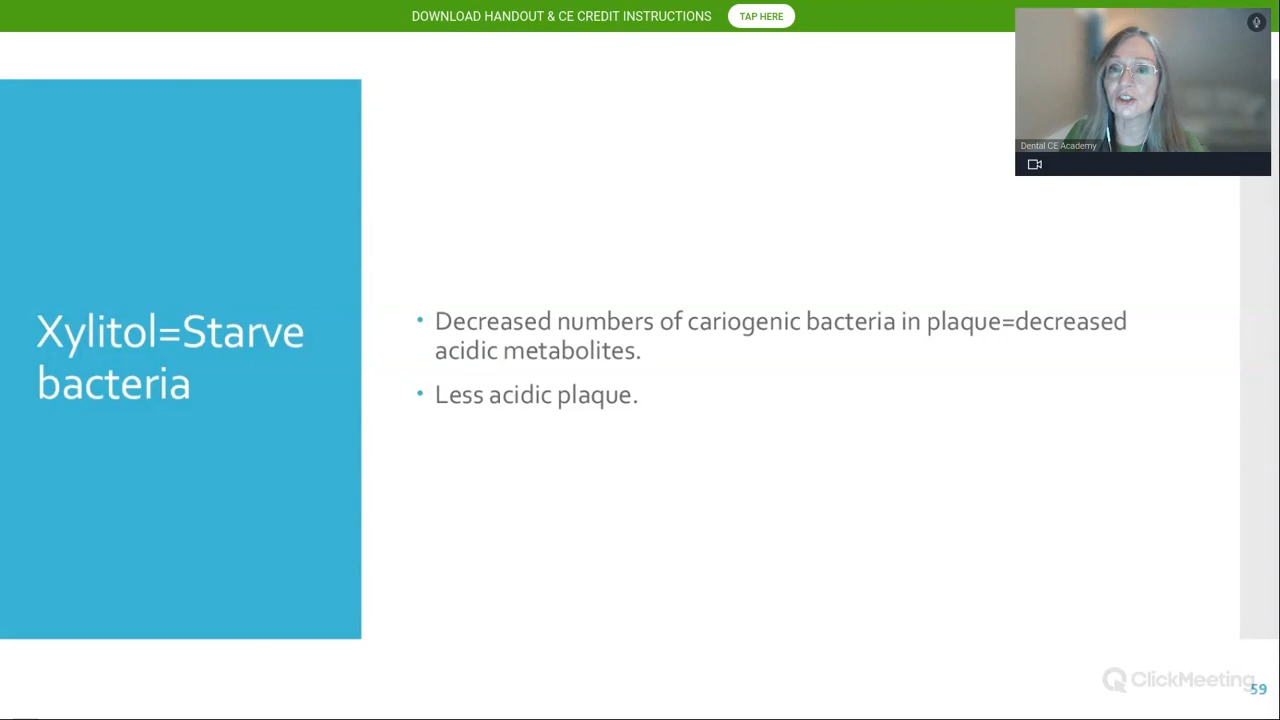 DOWNLOAD HANDOUT & CE CREDIT INSTRUCTIONS TAP HERE
Dental CE Academy
Xylitol=Starve
bacteria
• Decreased numbers of cariogenic bacteria in plaque=decreased
acidic metabolites.
• Less acidic plaque.
ClickMeeting
59